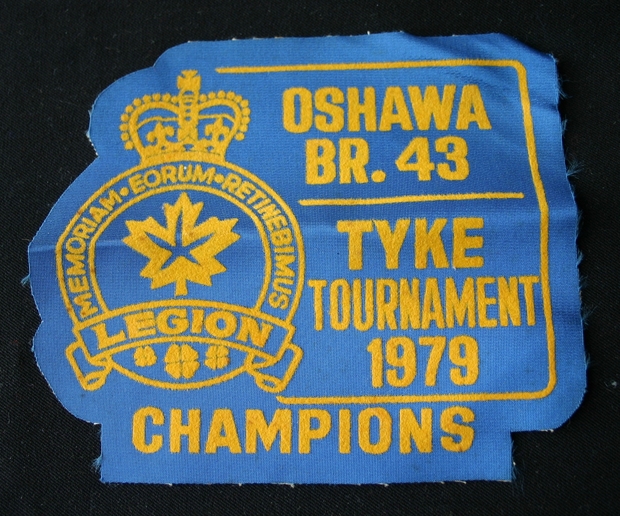 MEMORIAM • EORUM • RETINEBIMUS
LEGION
OSHAWA
BR. 43
TYKE
TOURNAMENT
1979
CHAMPIONS